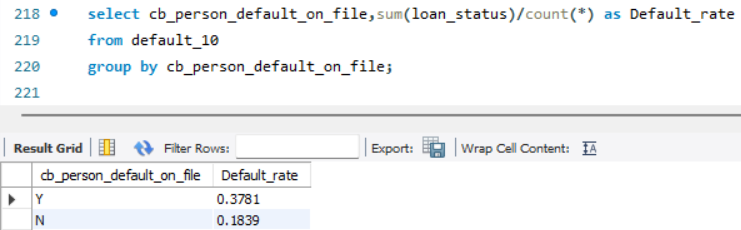 218 select cb_person_default_on_file,sum(loan_status)/count(*) as Default_rate
219 from default_10
220 group by cb_person_default_on_file;
221
Result Grid Filter Rows: Export: Wrap Cell Content: IA
cb_person_default_on_file Default_rate
Y 0.3781
N 0.1839